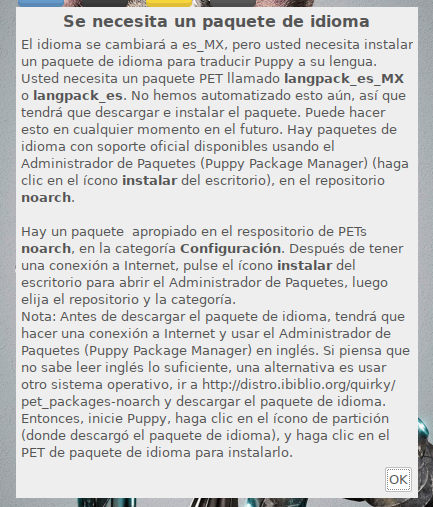 Se necesita un paquete de idioma
El idioma se cambiará a es_MX, pero usted necesita instalar
un paquete de idioma para traducir Puppy a su lengua.
Usted necesita un paquete PET llamado langpack_es_MX
o langpack_es. No hemos automatizado esto aún, así que
tendrá que descargar e instalar el paquete. Puede hacer
esto en cualquier momento en el futuro. Hay paquetes de
idioma con soporte oficial disponibles usando el
Administrador de Paquetes (Puppy Package Manager) (haga
clic en el ícono instalar del escritorio), en el repositorio
noarch.
Hay un paquete  apropiado en el respositorio de PETs
noarch, en la categoría Configuración. Después de tener
una conexión a Internet, pulse el ícono instalar del
escritorio para abrir el Administrador de Paquetes, luego
elija el repositorio y la categoría.
Nota: Antes de descargar el paquete de idioma, tendrá que
hacer una conexión a Internet y usar el Administrador de
Paquetes (Puppy Package Manager) en inglés. Si piensa que
no sabe leer inglés lo suficiente, una alternativa es usar
otro sistema operativo, ir a http://distro.ibiblio.org/quirky/
pet_packages-noarch y descargar el paquete de idioma.
Entonces, inicie Puppy, haga clic en el ícono de partición
(donde descargó el paquete de idioma), y haga clic en el
PET de paquete de idioma para instalarlo.
OK